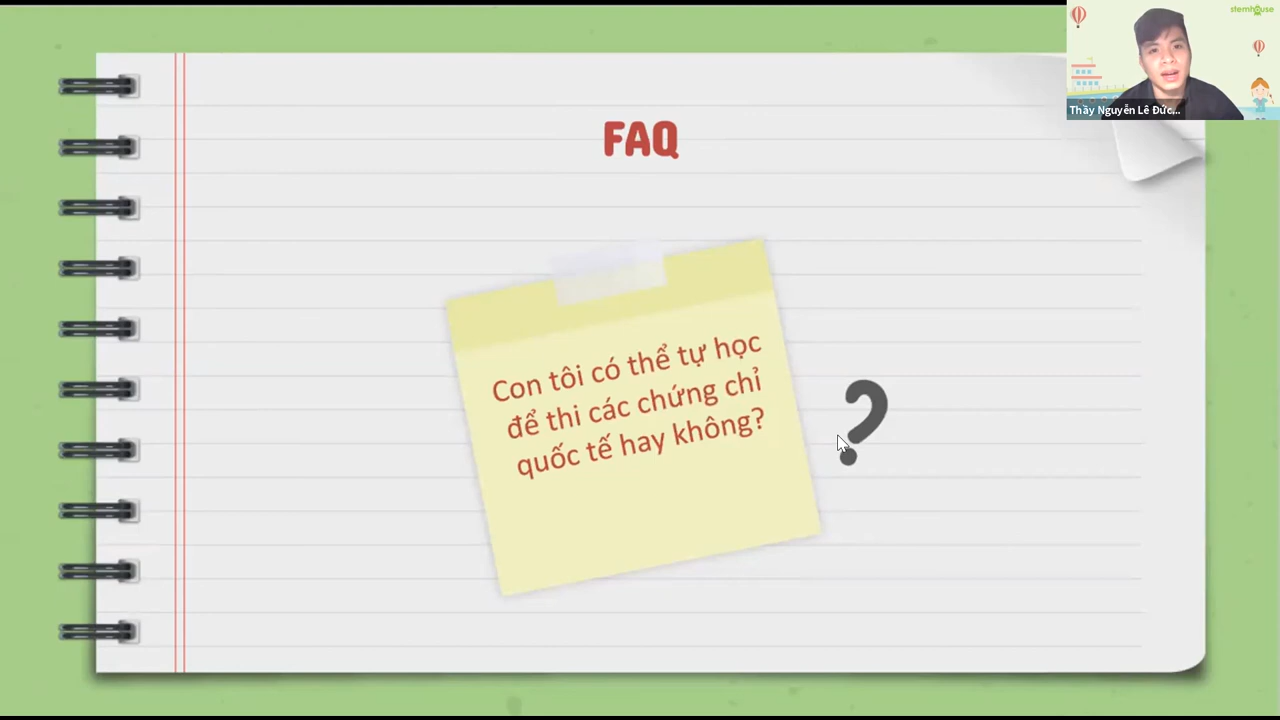 stemhouse
Thầy Nguyễn Lê Đức,...
FAQ
Con tôi có thể tự học
để thi các chứng chỉ
quốc tế hay không?
?